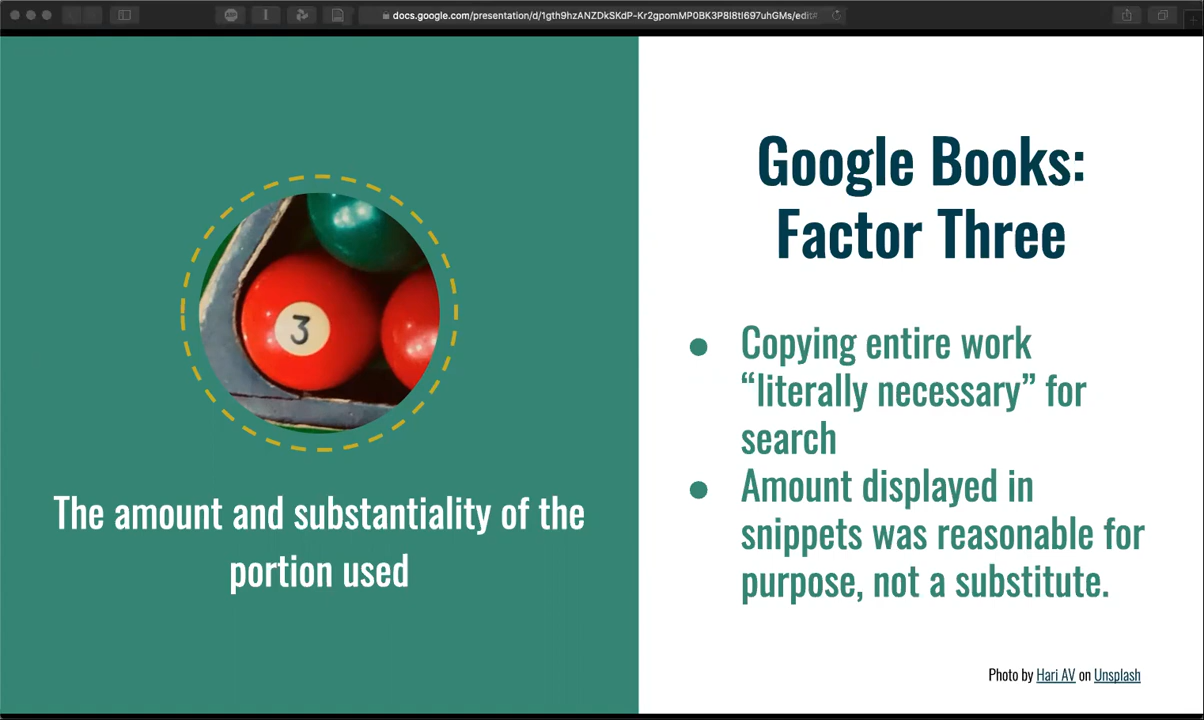 docs.google.com/presentation/d/1gth9hzANZDkSKdP-Kr2gpomMP0BK3P8I8tI697uhGMs/edit#
Google Books:
Factor Three
3
Copying entire work
“literally necessary” for
search
Amount displayed in
snippets was reasonable for
purpose, not a substitute.
The amount and substantiality of the
portion used
Photo by Hari AV on Unsplash